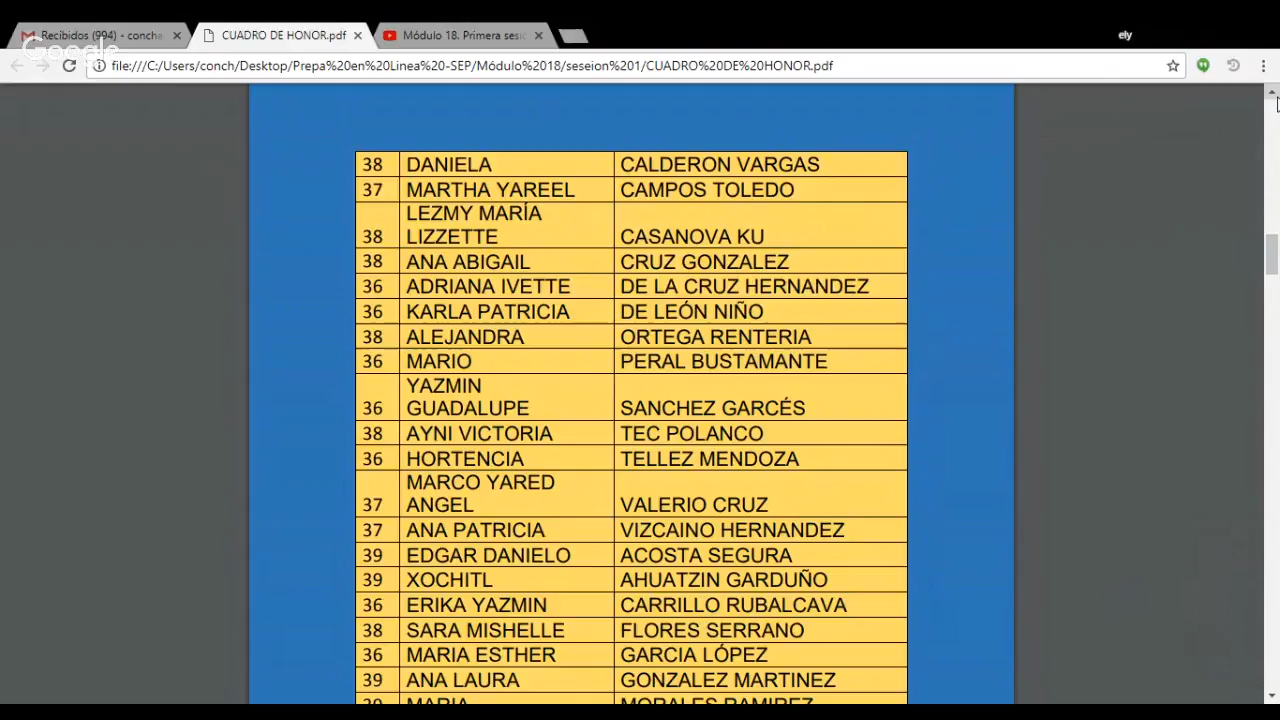 Recibidos (994) - conche
CUADRO DE HONOR.pdf
Módulo 18. Primera sesi
ely
Google
file:///C:/Users/conch/Desktop/Prepa%20en%20Linea%20-SEP/Módulo%2018/seseion%201/CUADRO%20DE%20HONOR.pdf
38 DANIELA CALDERON VARGAS
37 MARTHA YAREEL CAMPOS TOLEDO
LEZMY MARÍA
38 LIZZETTE CASANOVA KU
38 ANA ABIGAIL CRUZ GONZALEZ
36 ADRIANA IVETTE DE LA CRUZ HERNANDEZ
36 KARLA PATRICIA DE LEÓN NIÑO
38 ALEJANDRA ORTEGA RENTERIA
36 MARIO PERAL BUSTAMANTE
YAZMIN
36 GUADALUPE SANCHEZ GARCÉS
38 AYNI VICTORIA TEC POLANCO
36 HORTENCIA TELLEZ MENDOZA
MARCO YARED
37 ANGEL VALERIO CRUZ
37 ANA PATRICIA VIZCAINO HERNANDEZ
39 EDGAR DANIELO ACOSTA SEGURA
39 XOCHITL AHUATZIN GARDUÑO
36 ERIKA YAZMIN CARRILLO RUBALCAVA
38 SARA MISHELLE FLORES SERRANO
36 MARIA ESTHER GARCIA LÓPEZ
39 ANA LAURA GONZALEZ MARTINEZ
MARIA MORALES RAMIREZ